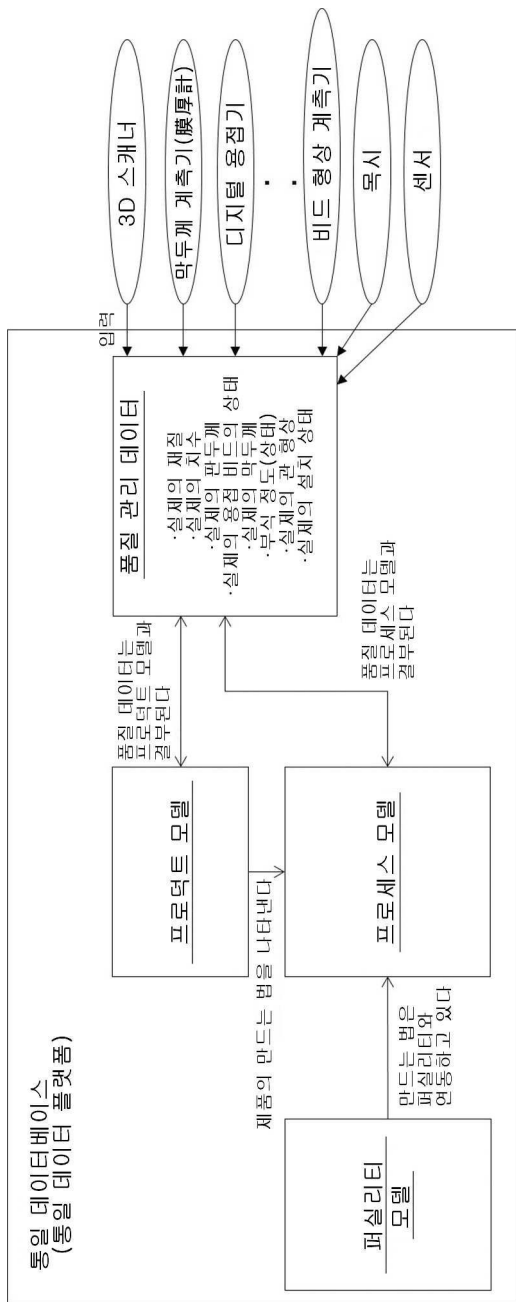 통일 데이터베이스
(통일 데이터 플랫폼)
퍼실리티
모델
만드는 법은
퍼실리티와
연동하고 있다
프로덕트 모델
제품의 만드는 법을 나타낸다
프로세스 모델
품질 데이터는
프로덕트 모델과
결부된다
품질 데이터는
프로세스 모델과
결부된다
품질 관리 데이터
·실제의 재질
·실제의 치수
·실제의 판두께
·실제의 용접 비드의 상태
·실제의 막두께
·부식 정도(상태)
·실제의 관 형상
·실제의 설치 상태
입력
3D 스캐너
막두께 계측기(膜厚計)
디지털 용접기
· ·
비드 형상 계측기
목시
센서